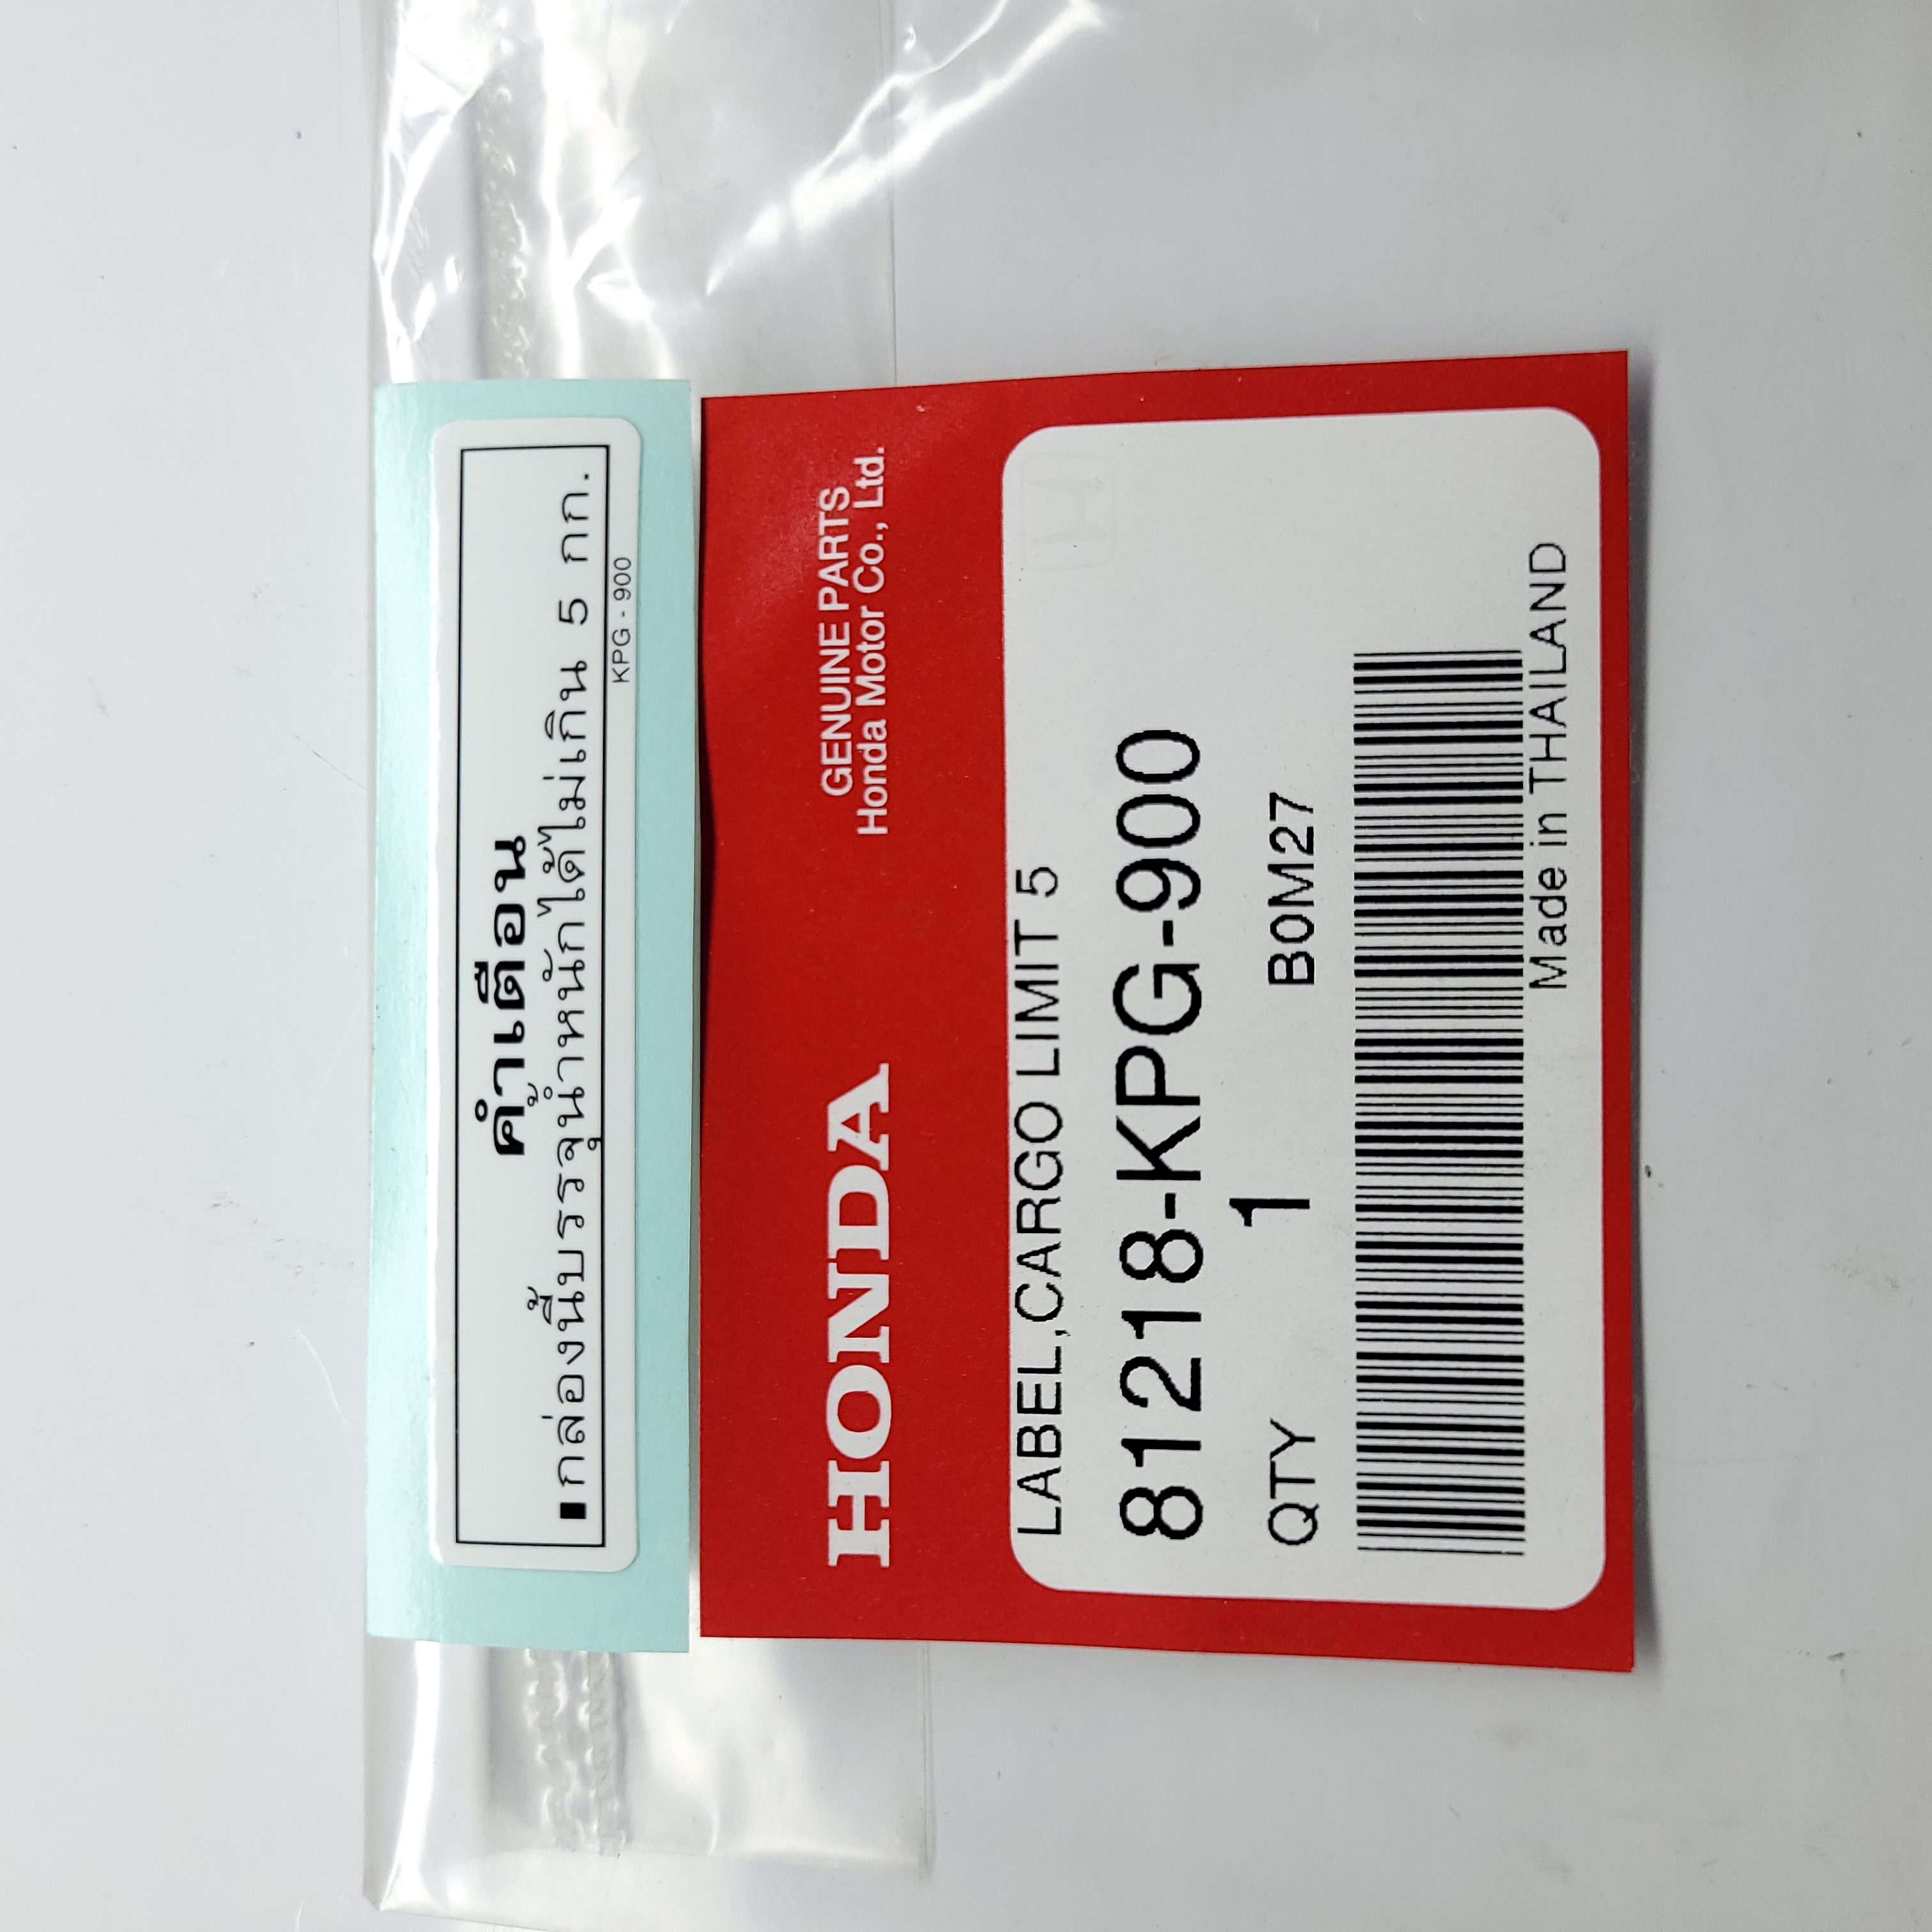 คำเตือน
■ กล่องนี้บรรจุน้ำหนักได้ไม่เกิน 5 กก.
KPG - 900
HONDA
GENUINE PARTS
Honda Motor Co., Ltd.
LABEL,CARGO LIMIT 5
81218-KPG-900
QTY 1 B0M27
Made in THAILAND